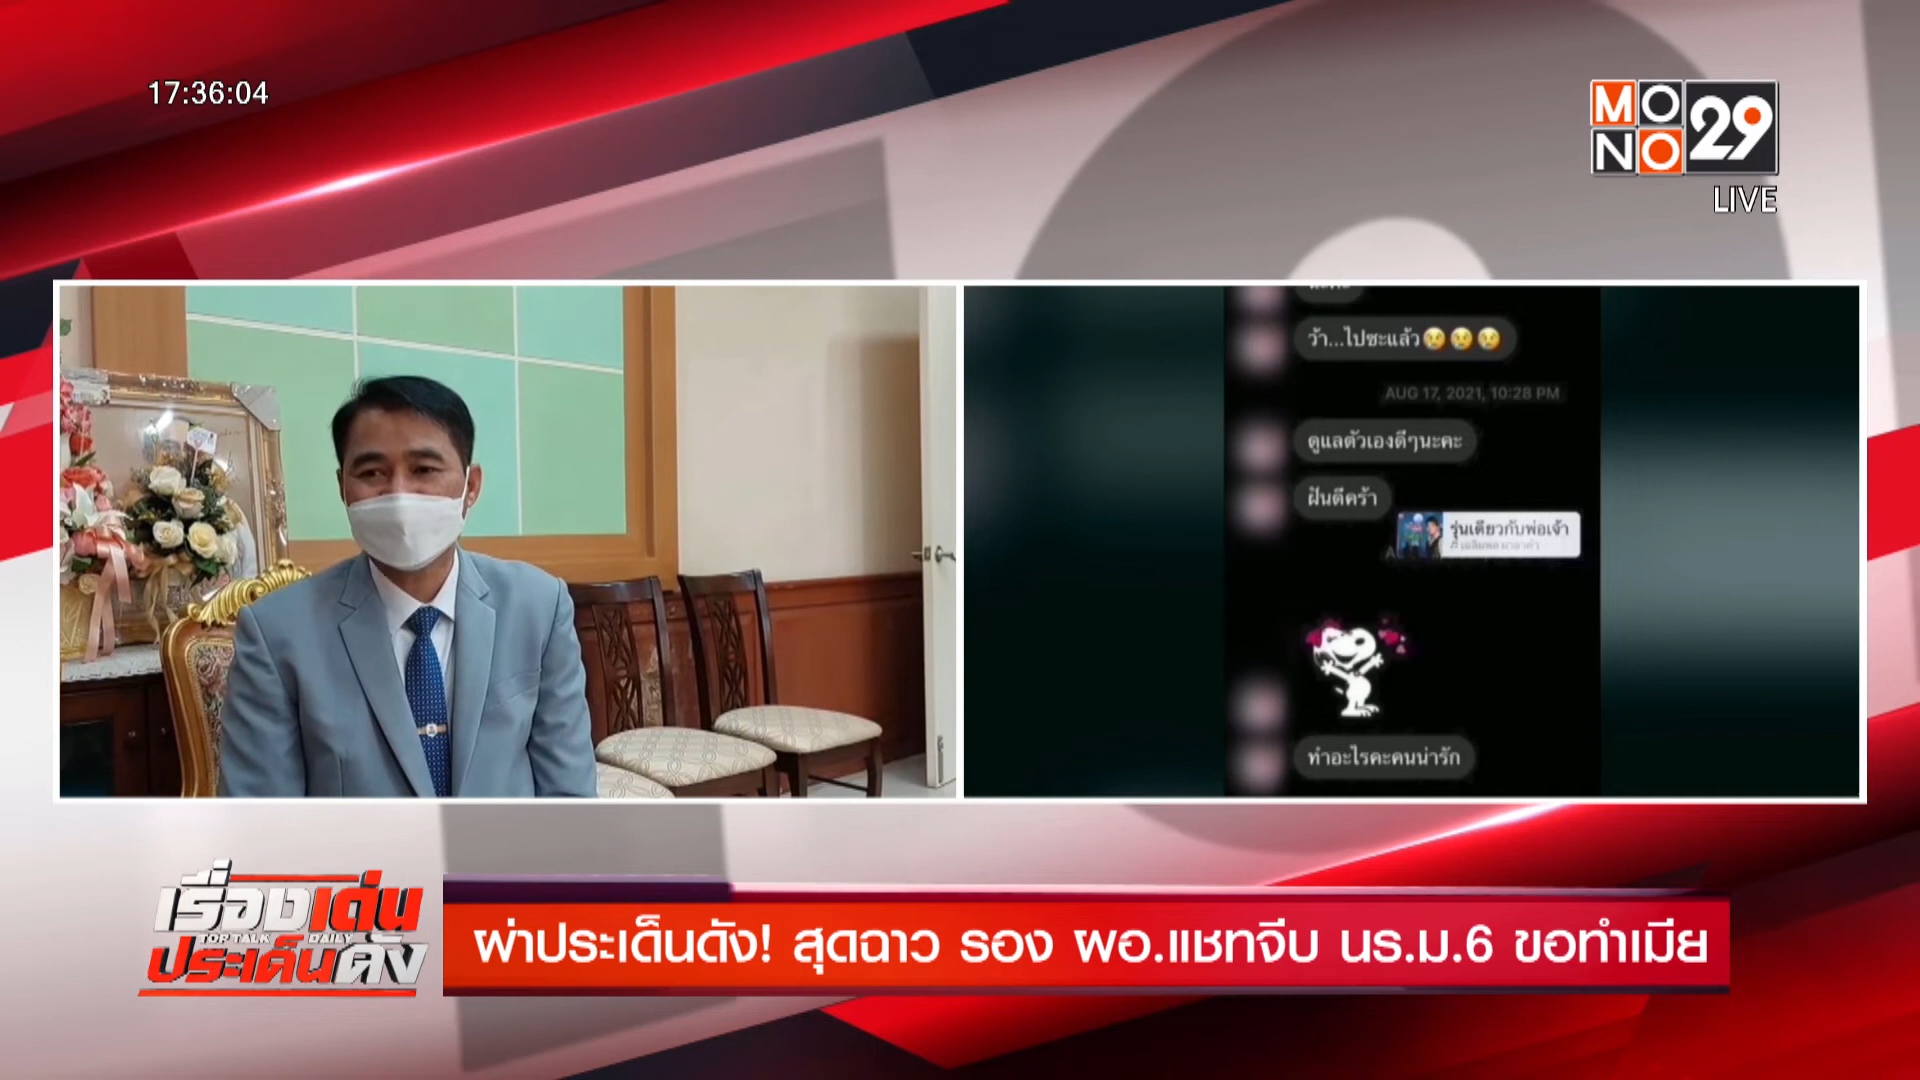 17:36:04
MONO 29
LIVE
ว้า...ไปซะแล้ว😢😢😢
AUG 17, 2021, 10:28 PM
ดูแลตัวเองดีๆนะคะ
ฝันดีคร้า
รุ่นเดียวกับพ่อเจ้า
ทำอะไรคะคนน่ารัก
เรื่องเด่น
TOP TALK DAILY
ประเด็นดัง
ผ่าประเด็นดัง! สุดฉาว รอง ผอ.แชทจีบ นร.ม.6 ขอทำเมีย